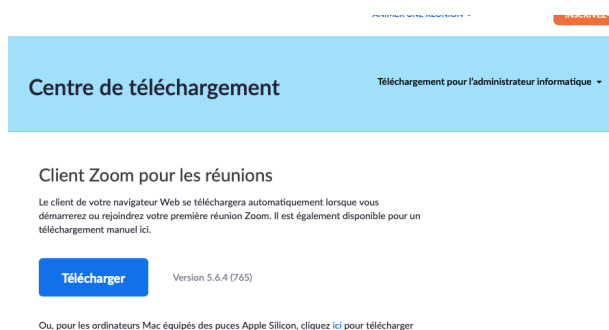 ANIMER UNE RÉUNION
INSCRIVEZ
Centre de téléchargement
Téléchargement pour l'administrateur informatique
Client Zoom pour les réunions
Le client de votre navigateur Web se téléchargera automatiquement lorsque vous
démarrerez ou rejoindrez votre première réunion Zoom. Il est également disponible pour un
téléchargement manuel ici.
Télécharger
Version 5.6.4 (765)
Ou, pour les ordinateurs Mac équipés des puces Apple Silicon, cliquez ici pour télécharger